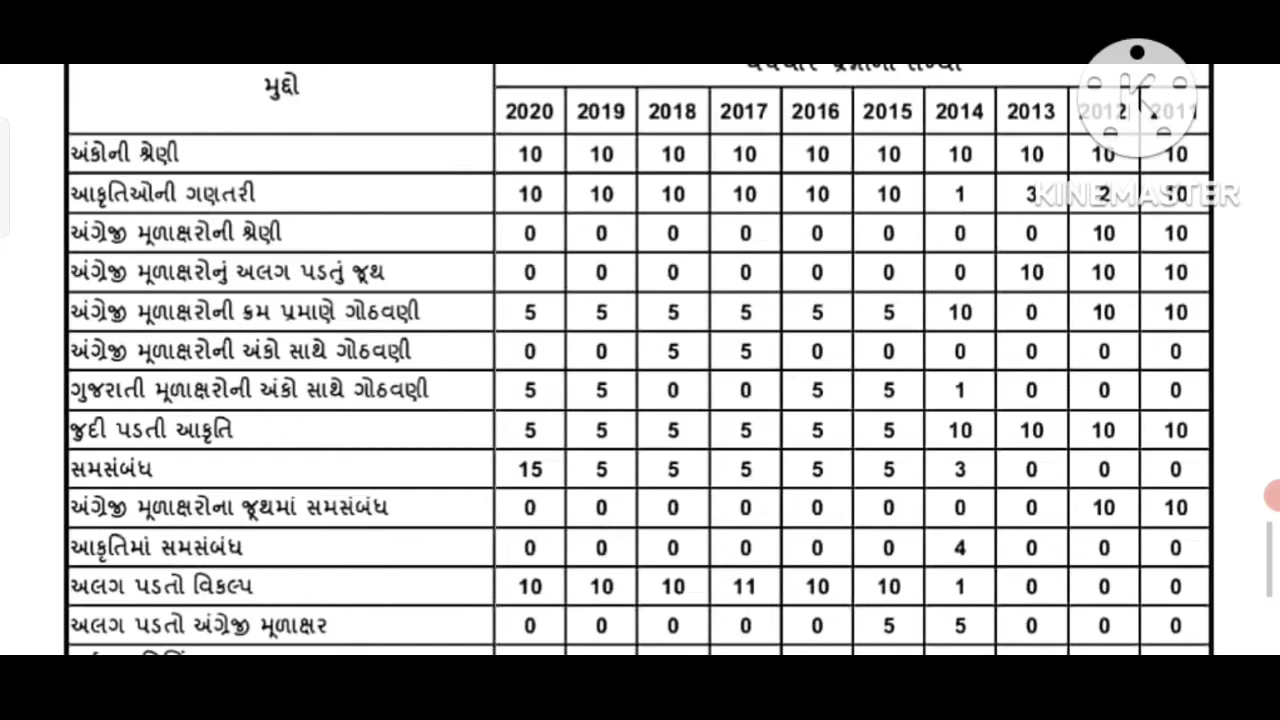 મુદ્દો
2020 2019 2018 2017 2016 2015 2014 2013 2012 2011
અંકોની શ્રેણી 10 10 10 10 10 10 10 10 10 10
આકૃતિઓની ગણતરી 10 10 10 10 10 10 1 3 2 10
KINEMASTER
અંગ્રેજી મૂળાક્ષરોની શ્રેણી 0 0 0 0 0 0 0 0 10 10
અંગ્રેજી મૂળાક્ષરોનું અલગ પડતું જૂથ 0 0 0 0 0 0 0 10 10 10
અંગ્રેજી મૂળાક્ષરોની ક્રમ પ્રમાણે ગોઠવણી 5 5 5 5 5 5 10 0 10 10
અંગ્રેજી મૂળાક્ષરોની અંકો સાથે ગોઠવણી 0 0 5 5 0 0 0 0 0 0
ગુજરાતી મૂળાક્ષરોની અંકો સાથે ગોઠવણી 5 5 0 0 5 5 1 0 0 0
જુદી પડતી આકૃતિ 5 5 5 5 5 5 10 10 10 10
સમસંબંધ 15 5 5 5 5 5 3 0 0 0
અંગ્રેજી મૂળાક્ષરોના જૂથમાં સમસંબંધ 0 0 0 0 0 0 0 0 10 10
આકૃતિમાં સમસંબંધ 0 0 0 0 0 0 4 0 0 0
અલગ પડતો વિકલ્પ 10 10 10 11 10 10 1 0 0 0
અલગ પડતો અંગ્રેજી મૂળાક્ષર 0 0 0 0 0 5 5 0 0 0